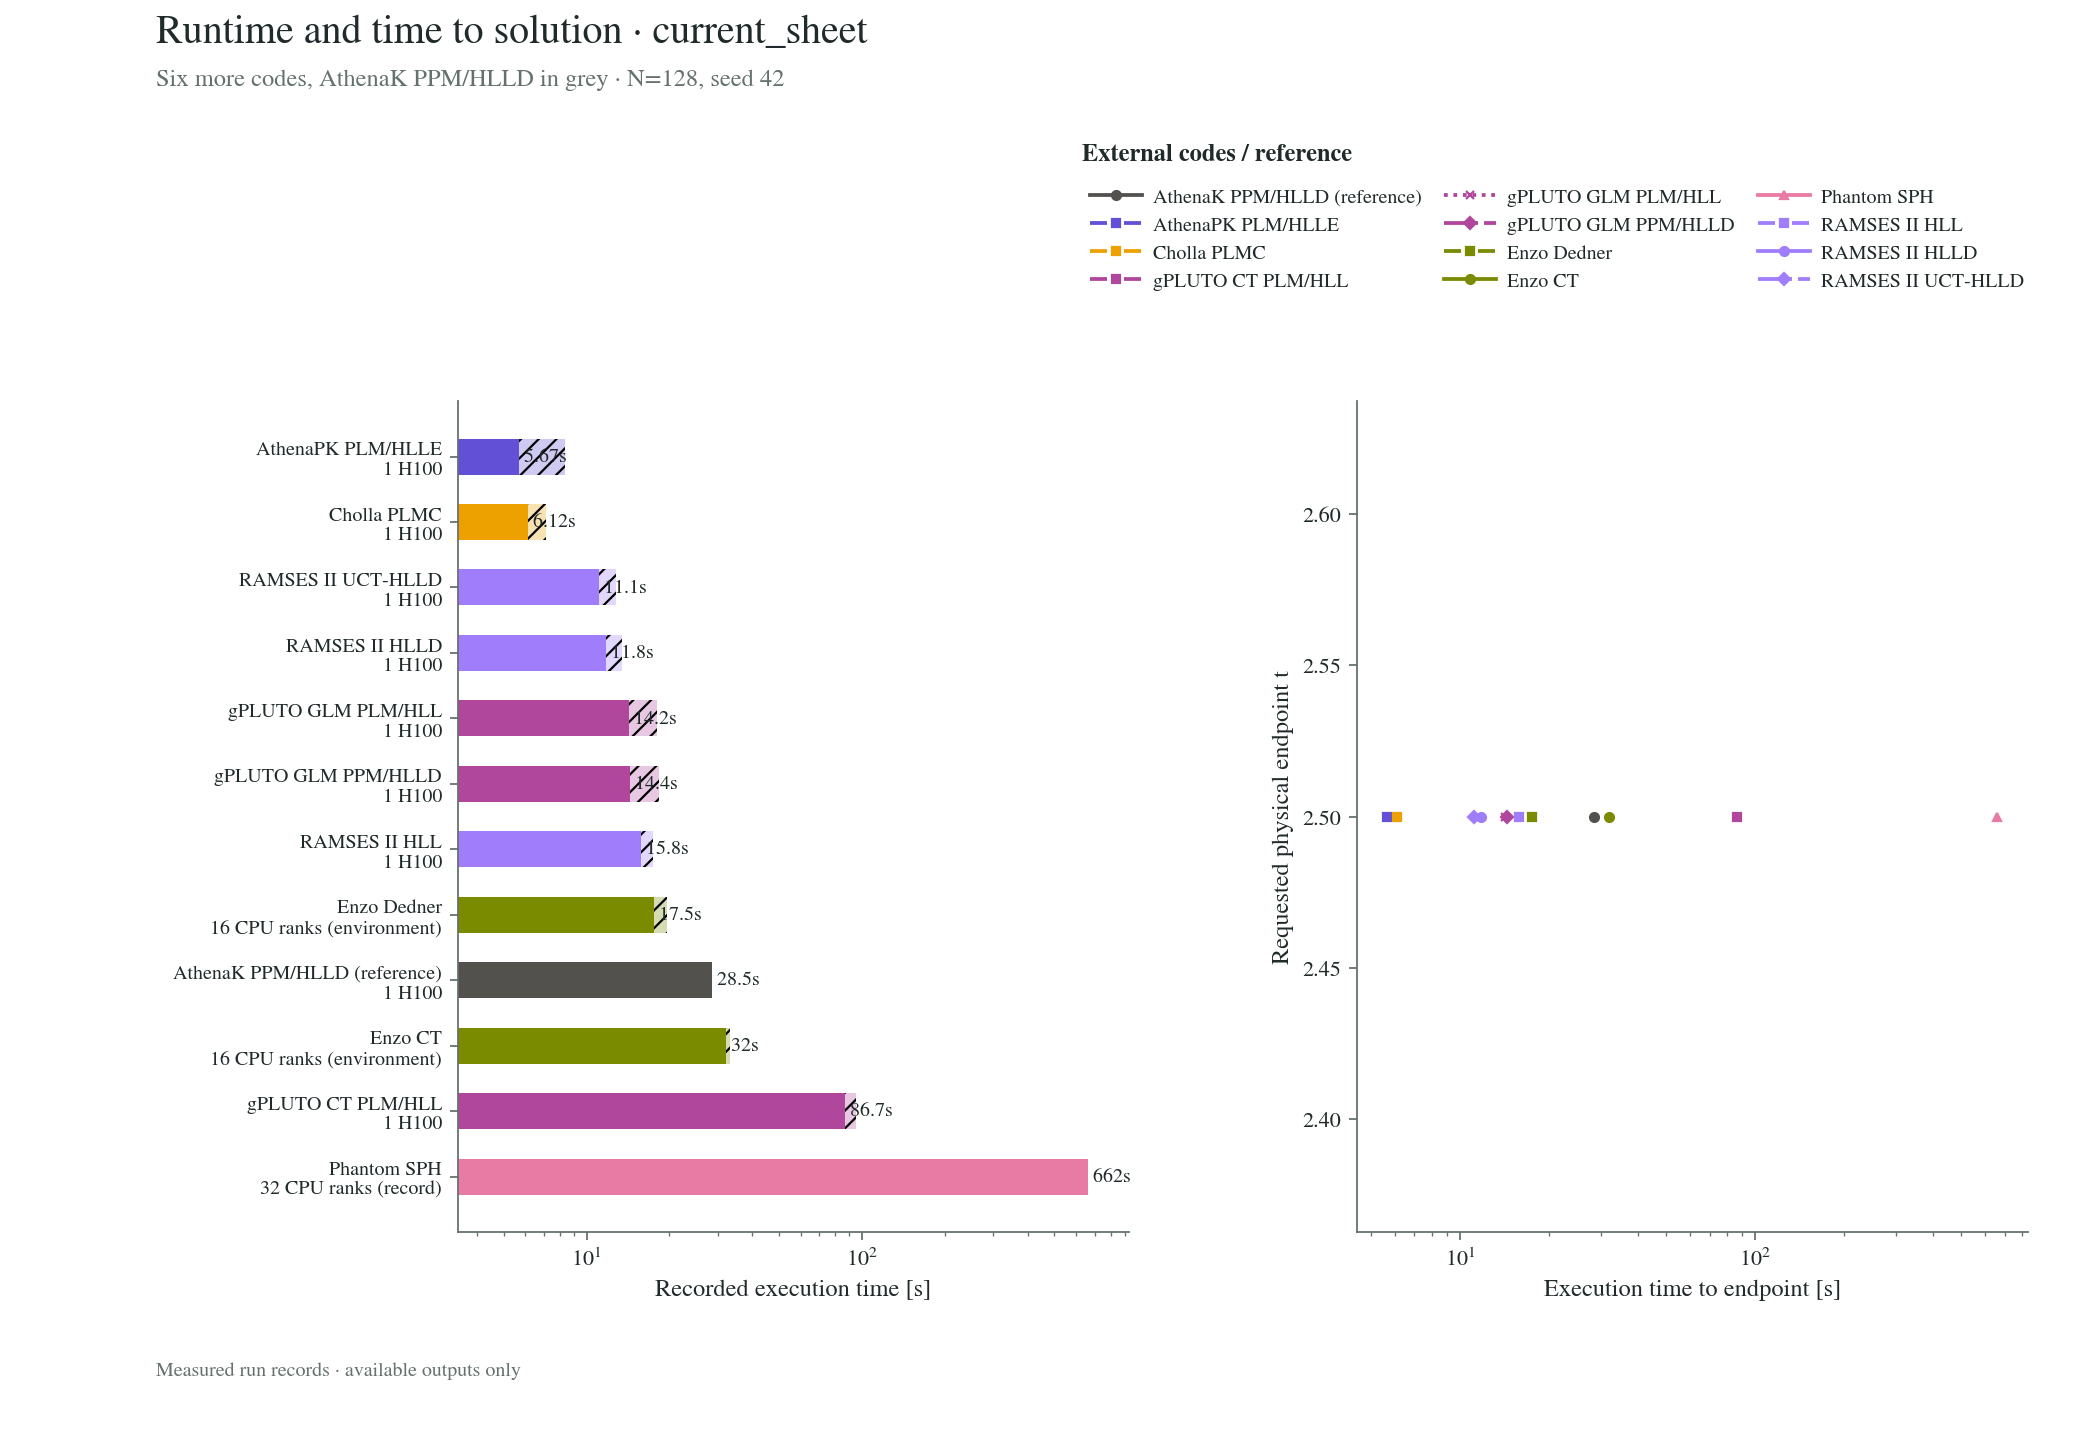 Runtime and time to solution · current_sheet
Six more codes, AthenaK PPM/HLLD in grey · N=128, seed 42
External codes / reference
AthenaK PPM/HLLD (reference)
AthenaPK PLM/HLLE
Cholla PLMC
gPLUTO CT PLM/HLL
gPLUTO GLM PLM/HLL
gPLUTO GLM PPM/HLLD
Enzo Dedner
Enzo CT
Phantom SPH
RAMSES II HLL
RAMSES II HLLD
RAMSES II UCT-HLLD
AthenaPK PLM/HLLE
1 H100
5.67s
Cholla PLMC
1 H100
6.12s
RAMSES II UCT-HLLD
1 H100
11.1s
RAMSES II HLLD
1 H100
11.8s
gPLUTO GLM PLM/HLL
1 H100
14.2s
gPLUTO GLM PPM/HLLD
1 H100
14.4s
RAMSES II HLL
1 H100
15.8s
Enzo Dedner
16 CPU ranks (environment)
17.5s
AthenaK PPM/HLLD (reference)
1 H100
28.5s
Enzo CT
16 CPU ranks (environment)
32s
gPLUTO CT PLM/HLL
1 H100
86.7s
Phantom SPH
32 CPU ranks (record)
662s
10¹
10²
Recorded execution time [s]
Requested physical endpoint t
2.60
2.55
2.50
2.45
2.40
10¹
10²
Execution time to endpoint [s]
Measured run records · available outputs only